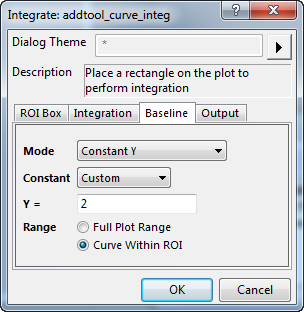 Integrate: addtool_curve_integ
Dialog Theme *
Description Place a rectangle on the plot to
perform integration
ROI Box Integration Baseline Output
Mode Constant Y
Constant Custom
Y = 2
Range Full Plot Range
Curve Within ROI
OK Cancel